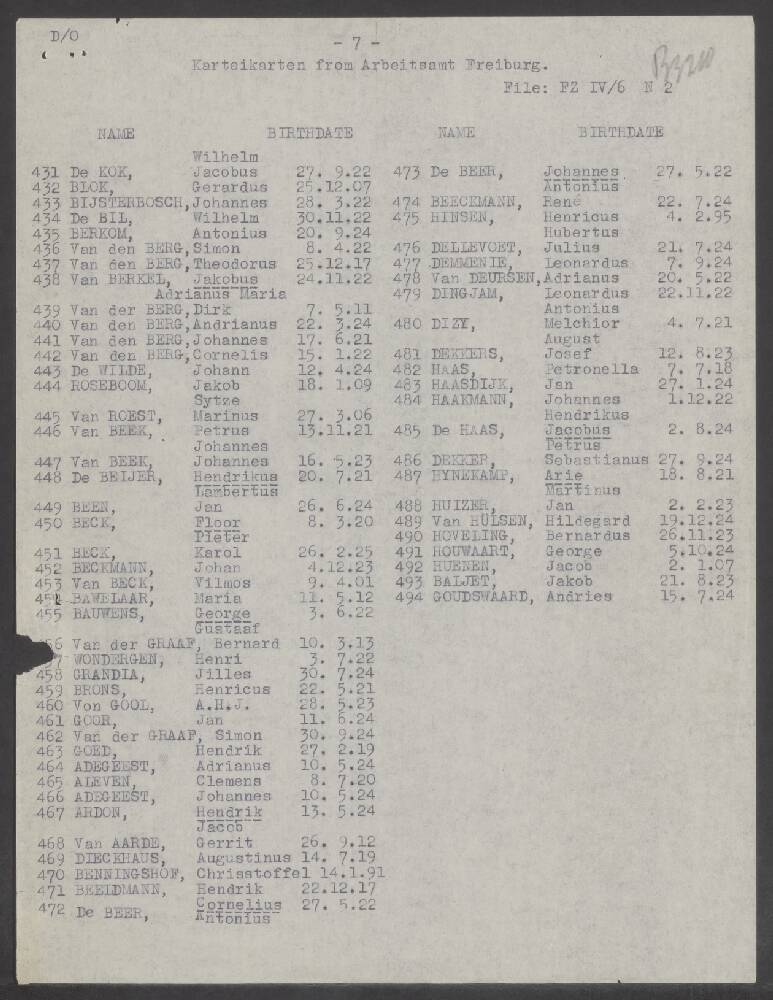 D/O
- 7 -
Karteikarten from Arbeitsamt Freiburg.
File: FZ IV/6 N 2
NAME BIRTHDATE
Wilhelm
431 De KOK, Jacobus 27. 9.22
432 BLOK, Gerardus 25.12.07
433 BIJSTERBOSCH, Johannes 28. 3.22
434 De BIL, Wilhelm 30.11.22
435 BERKOM, Antonius 20. 9.24
436 Van den BERG, Simon 8. 4.22
437 Van den BERG, Theodorus 25.12.17
438 Van BERKEL, Jakobus 24.11.22
Adrianus Maria
439 Van der BERG, Dirk 7. 5.11
440 Van den BERG, Andrianus 22. 3.24
441 Van den BERG, Johannes 17. 6.21
442 Van den BERG, Cornelis 15. 1.22
443 De WILDE, Johann 12. 4.24
444 ROSEBOOM, Jakob 18. 1.09
Sytze
445 Van ROEST, Marinus 27. 3.06
446 Van BEEK, Petrus 13.11.21
Johannes
447 Van BEEK, Johannes 16. 5.23
448 De BEIJER, Hendrikus 20. 7.21
Lambertus
449 BEEN, Jan 26. 6.24
450 BECK, Floor 8. 3.20
Pieter
451 BECK, Karol 26. 2.25
452 BECKMANN, Johan 4.12.23
453 Van BECK, Vilmos 9. 4.01
454 BAWELAAR, Maria 11. 5.12
455 BAUWENS, George 3. 6.22
Gustaaf
56 Van der GRAAF, Bernard 10. 3.13
7 WONDERGEN, Henri 3. 7.22
458 GRANDIA, Jilles 30. 7.24
459 BRONS, Henricus 22. 5.21
460 Von GOOL, A.H.J. 28. 5.23
461 GOOR, Jan 11. 6.24
462 Van der GRAAF, Simon 30. 9.24
463 GOED, Hendrik 27. 2.19
464 ADEGEEST, Adrianus 10. 5.24
465 ALEVEN, Clemens 8. 7.20
466 ADEGEEST, Johannes 10. 5.24
467 ARDON, Hendrik 13. 5.24
Jacob
468 Van AARDE, Gerrit 26. 9.12
469 DIECKHAUS, Augustinus 14. 7.19
470 BENNINGSHOF, Chrisstoffel 14.1.91
471 BEELDMANN, Hendrik 22.12.17
472 De BEER, Cornelius 27. 5.22
Antonius
NAME BIRTHDATE
473 De BEER, Johannes 27. 5.22
Antonius
474 BEECKMANN, René 22. 7.24
475 HINSEN, Henricus 4. 2.95
Hubertus
476 DELLEVOET, Julius 21. 7.24
477 DEMMENIE, Leonardus 7. 9.24
478 Van DEURSEN, Adrianus 20. 5.22
479 DINGJAM, Leonardus 22.11.22
Antonius
480 DIZY, Melchior 4. 7.21
August
481 DEKKERS, Josef 12. 8.23
482 HAAS, Petronella 7. 7.18
483 HAASDIJK, Jan 27. 1.24
484 HAAKMANN, Johannes 1.12.22
Hendrikus
485 De HAAS, Jacobus 2. 8.24
Petrus
486 DEKKER, Sebastianus 27. 9.24
487 HYNEKAMP, Arie 18. 8.21
Martinus
488 HUIZER, Jan 2. 2.23
489 Van HÜLSEN, Hildegard 19.12.24
490 HOVELING, Bernardus 26.11.23
491 HOUWAART, George 5.10.24
492 HUENEN, Jacob 2. 1.07
493 BALJET, Jakob 21. 8.23
494 GOUDSWAARD, Andries 15. 7.24